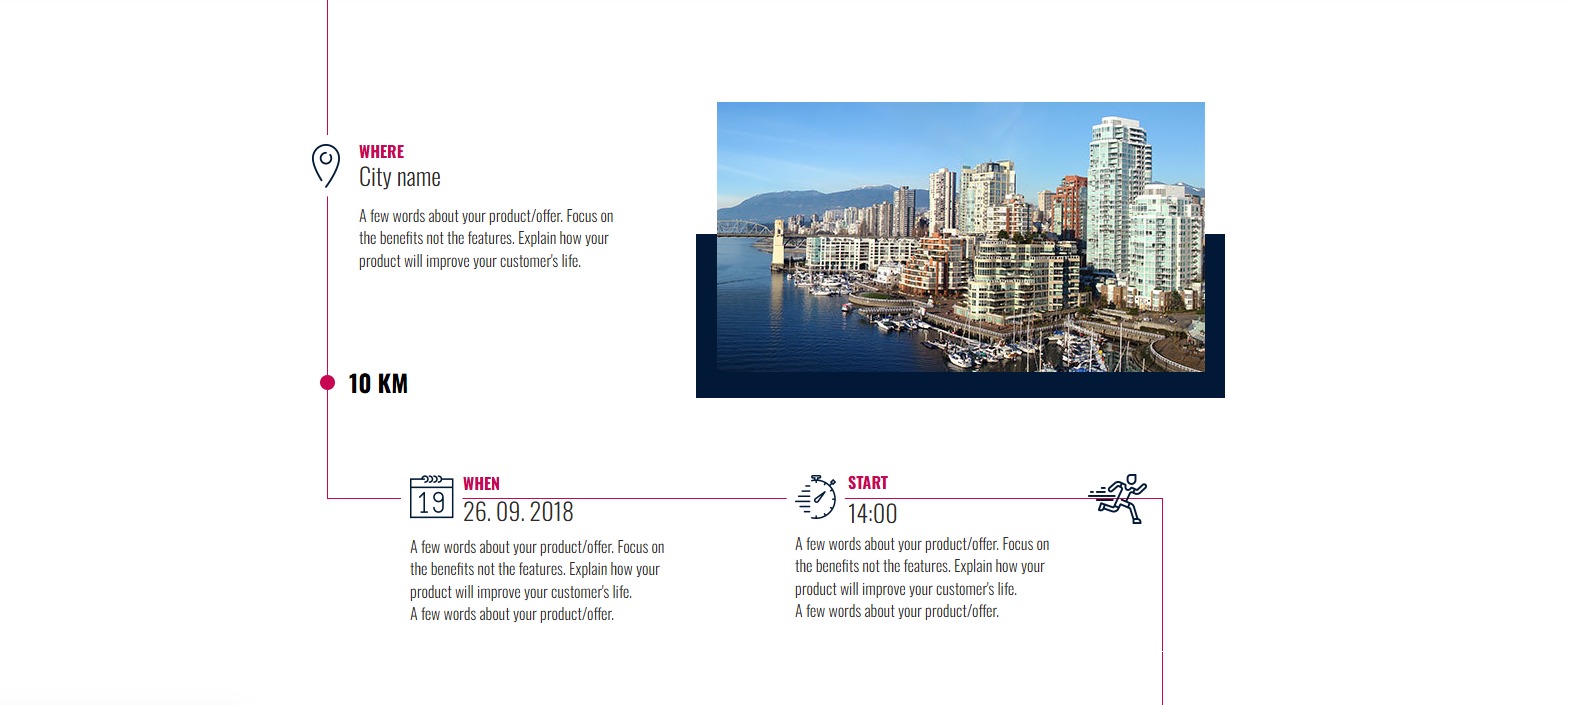 WHERE
City name
A few words about your product/offer. Focus on
the benefits not the features. Explain how your
product will improve your customer's life.
10 KM
19
WHEN
26. 09. 2018
A few words about your product/offer. Focus on
the benefits not the features. Explain how your
product will improve your customer's life.
A few words about your product/offer.
START
14:00
A few words about your product/offer. Focus on
the benefits not the features. Explain how your
product will improve your customer's life.
A few words about your product/offer.